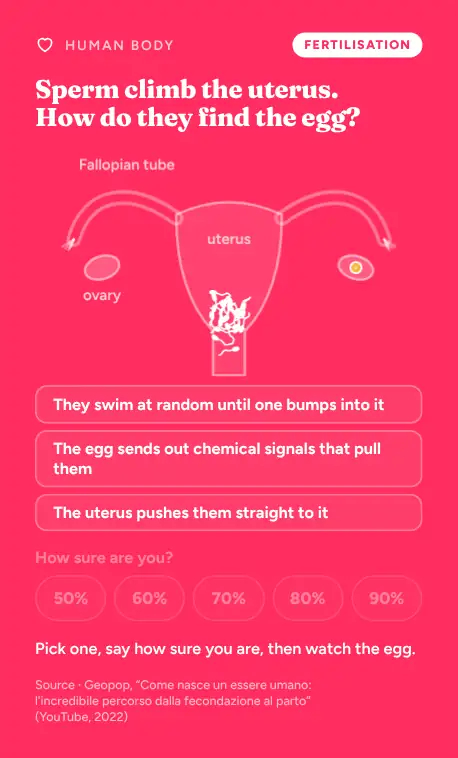 HUMAN BODY
FERTILISATION
Sperm climb the uterus.
How do they find the egg?
Fallopian tube
uterus
ovary
They swim at random until one bumps into it
The egg sends out chemical signals that pull
them
The uterus pushes them straight to it
How sure are you?
50% 60% 70% 80% 90%
Pick one, say how sure you are, then watch the egg.
Source · Geopop, “Come nasce un essere umano:
l’incredibile percorso dalla fecondazione al parto”
(YouTube, 2022)